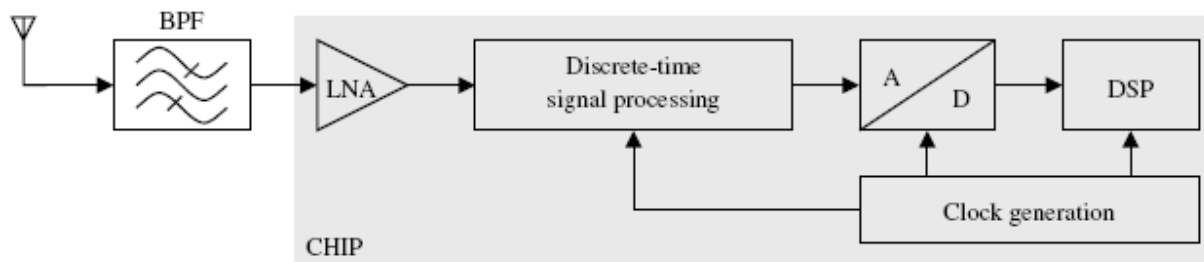 BPF
LNA
Discrete-time
signal processing
A
D
DSP
Clock generation
CHIP